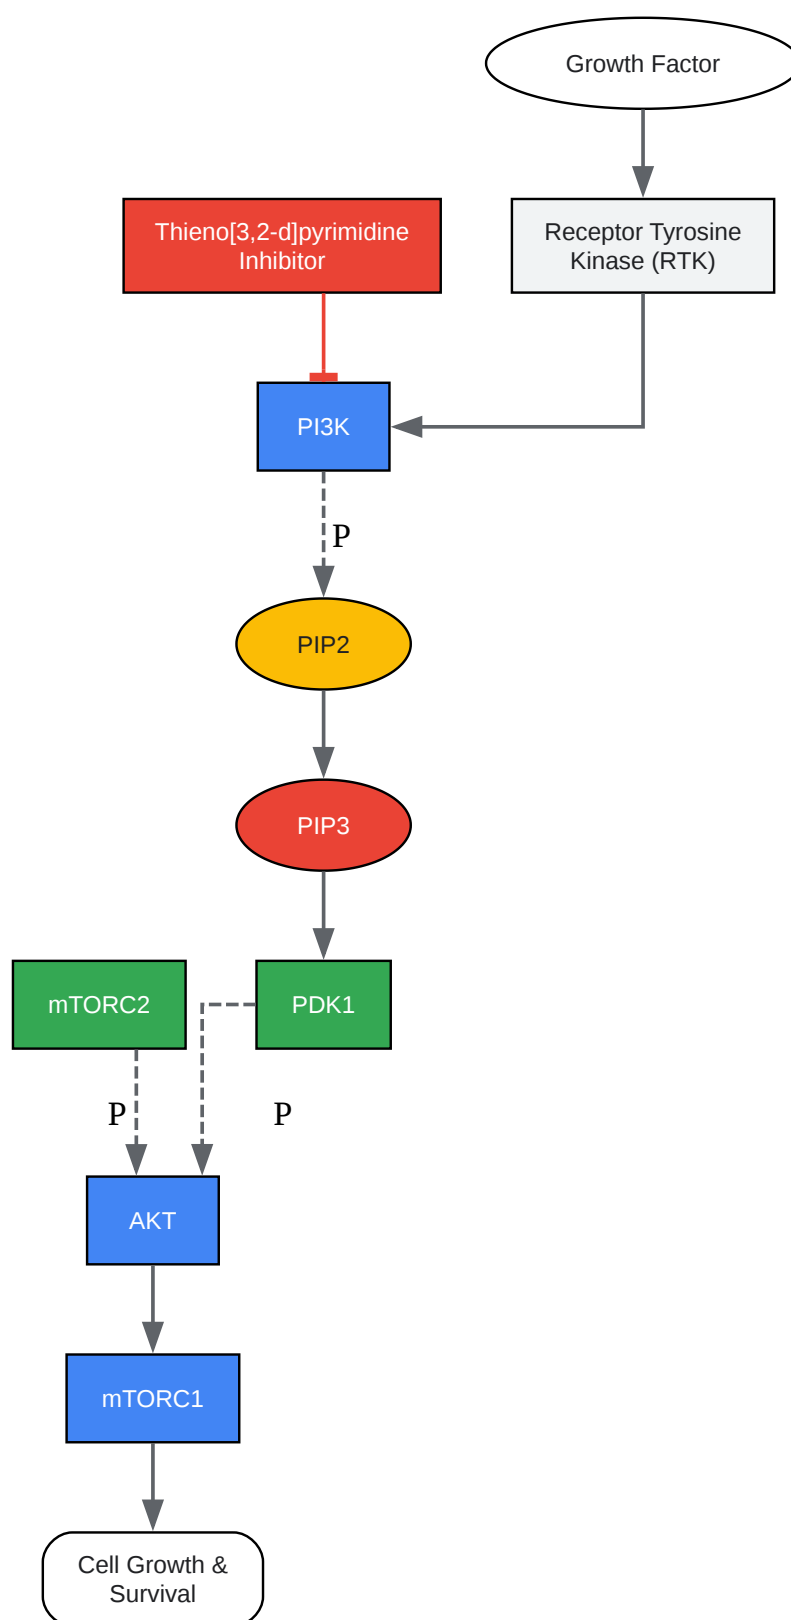 Growth Factor
Thieno[3,2-d]pyrimidine
Inhibitor
Receptor Tyrosine
Kinase (RTK)
PI3K
P
PIP2
PIP3
mTORC2
PDK1
P
P
AKT
mTORC1
Cell Growth &
Survival